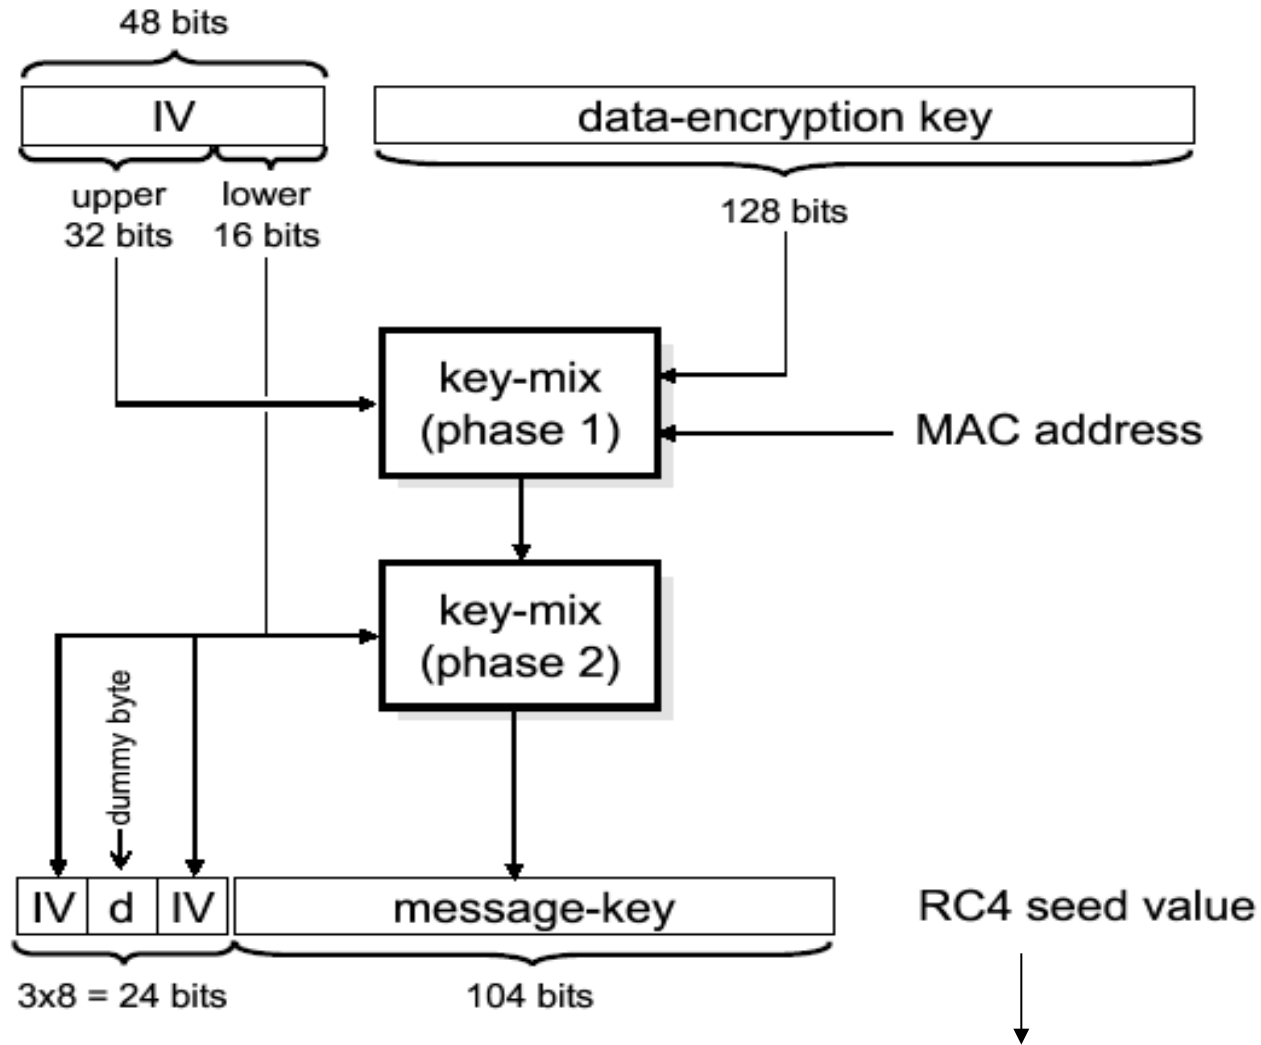 48 bits
IV
data-encryption key
upper
32 bits
lower
16 bits
128 bits
key-mix
(phase 1)
MAC address
key-mix
(phase 2)
dummy byte
IV
d
IV
message-key
RC4 seed value
3x8 = 24 bits
104 bits